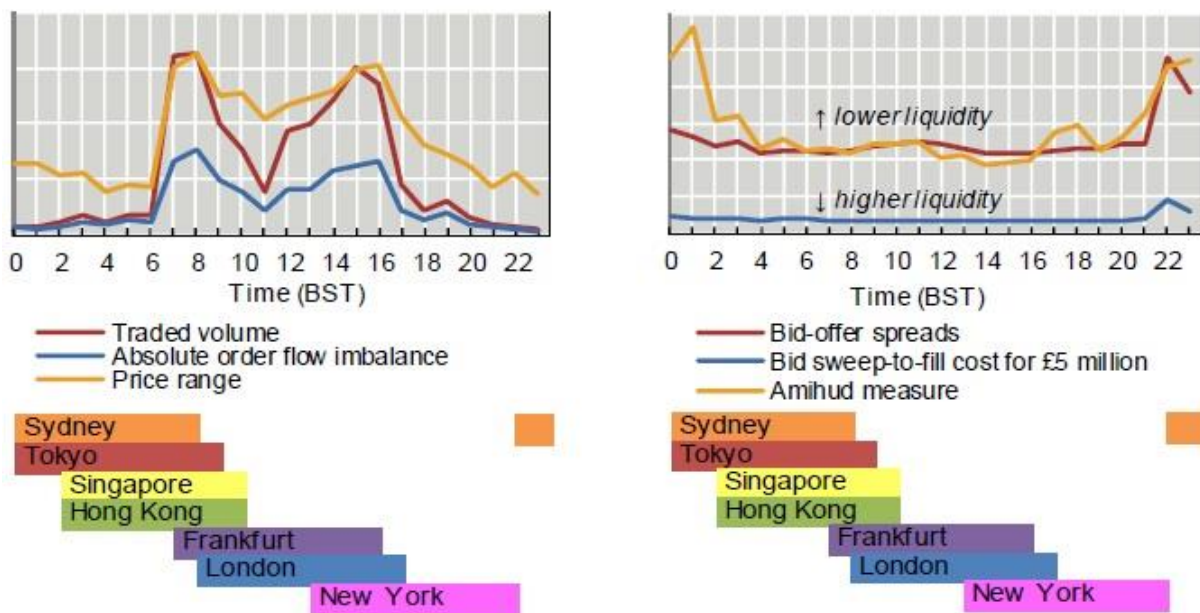 0 2 4 6 8 10 12 14 16 18 20 22
Time (BST)
Traded volume
Absolute order flow imbalance
Price range
Sydney
Tokyo
Singapore
Hong Kong
Frankfurt
London
New York
↑ lower liquidity
↓ higher liquidity
0 2 4 6 8 10 12 14 16 18 20 22
Time (BST)
Bid-offer spreads
Bid sweep-to-fill cost for £5 million
Amihud measure
Sydney
Tokyo
Singapore
Hong Kong
Frankfurt
London
New York